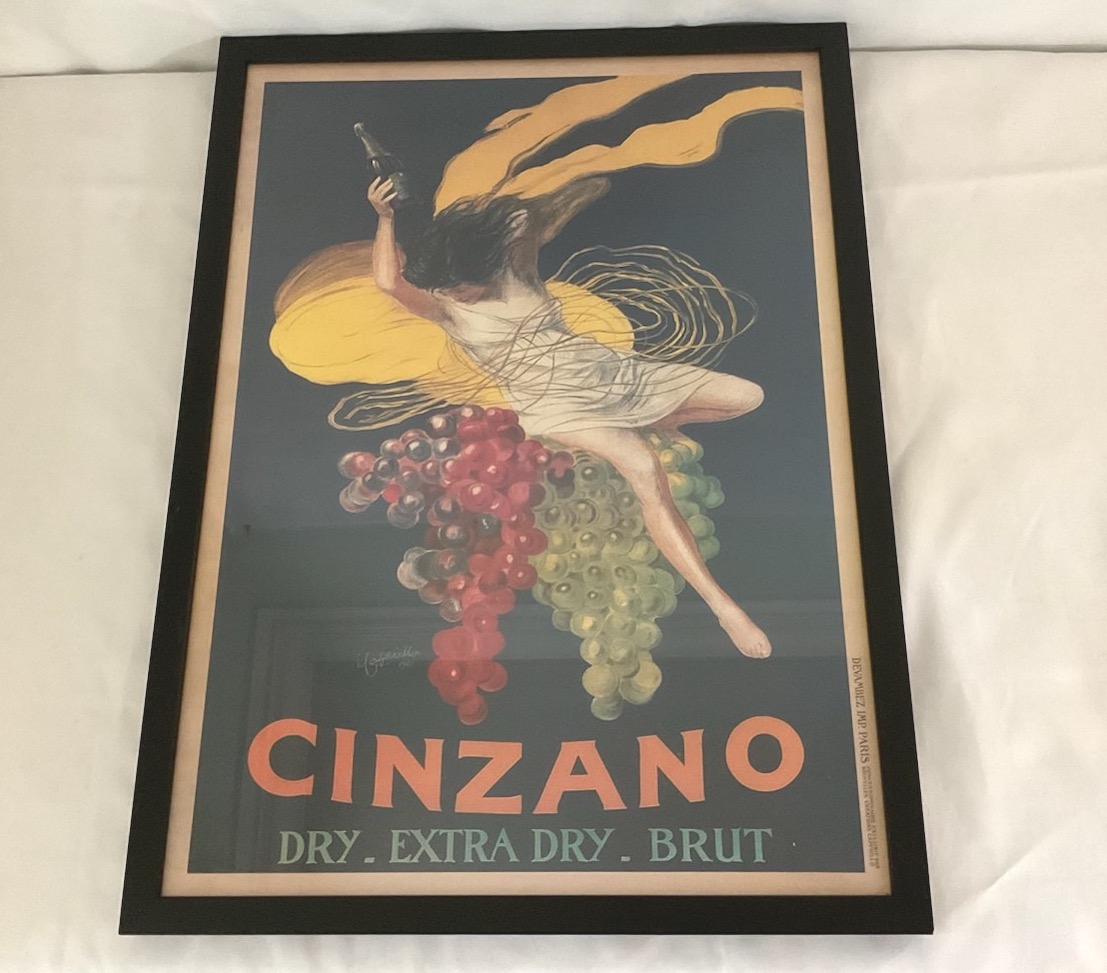 CINZANO
DRY - EXTRA DRY - BRUT
DEVAMBEZ IMP. PARIS